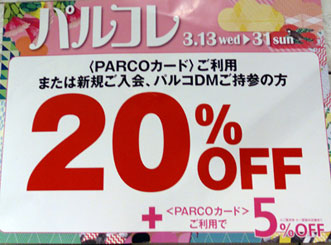 パルコレ
3.13 wed ▶ 31 sun
〈PARCOカード〉ご利用
または新規ご入会、パルコDMご持参の方
20%OFF
+ <PARCOカード>ご利用で 5%OFF